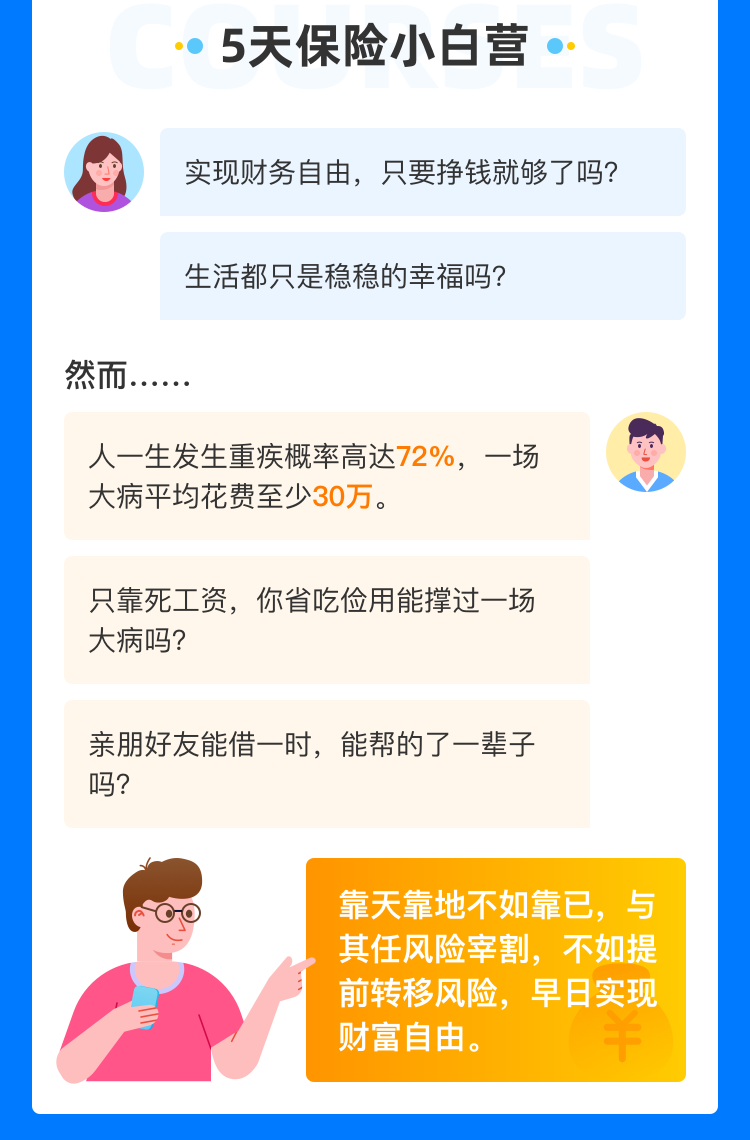 COURSES
5天保险小白营
实现财务自由，只要挣钱就够了吗？
生活都只是稳稳的幸福吗？
然而……
人一生发生重疾概率高达72%，一场
大病平均花费至少30万。
只靠死工资，你省吃俭用能撑过一场
大病吗？
亲朋好友能借一时，能帮的了一辈子
吗？
靠天靠地不如靠已，与
其任风险宰割，不如提
前转移风险，早日实现
财富自由。
¥